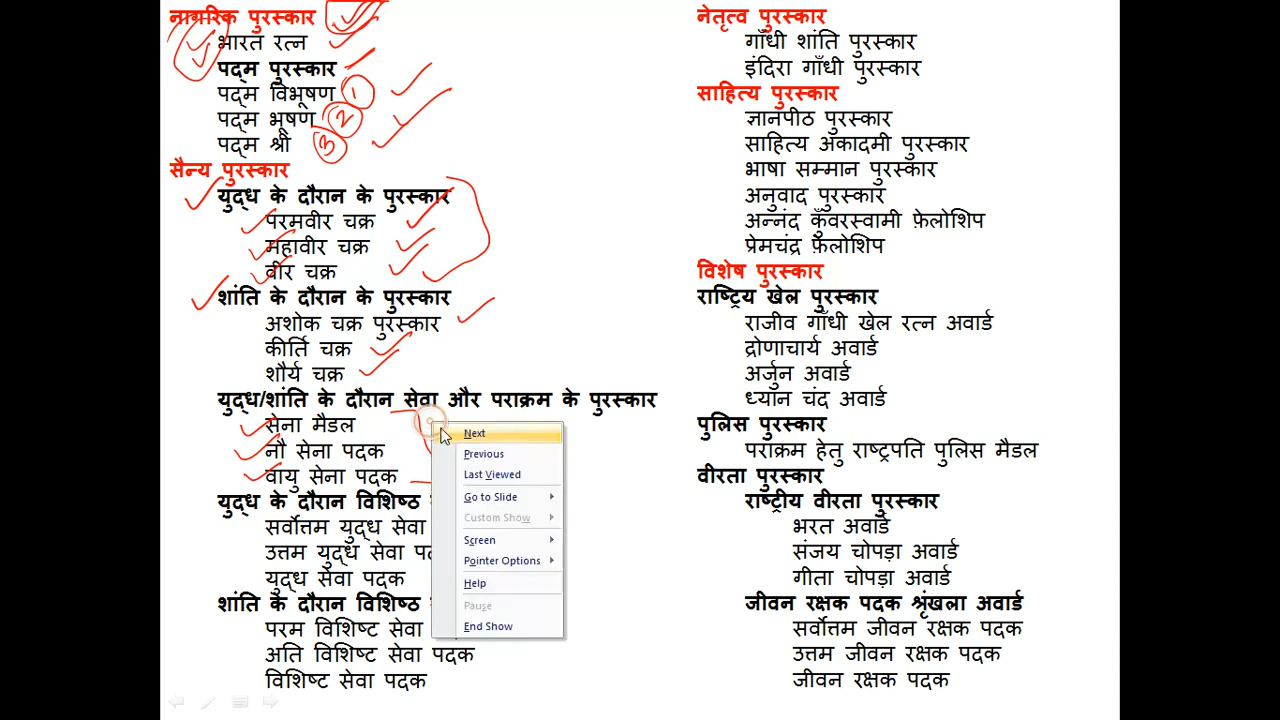 नागरिक पुरस्कार
भारत रत्न
पद्म पुरस्कार
पद्म विभूषण 1
पद्म भूषण 2
पद्म श्री 3
सैन्य पुरस्कार
युद्ध के दौरान के पुरस्कार
परमवीर चक्र
महावीर चक्र
वीर चक्र
शांति के दौरान के पुरस्कार
अशोक चक्र पुरस्कार
कीर्ति चक्र
शौर्य चक्र
युद्ध/शांति के दौरान सेवा और पराक्रम के पुरस्कार
सेना मैडल
नौ सेना पदक
वायु सेना पदक
युद्ध के दौरान विशिष्ठ
सर्वोत्तम युद्ध सेवा
उत्तम युद्ध सेवा
युद्ध सेवा पदक
शांति के दौरान विशिष्ठ
परम विशिष्ट सेवा
अति विशिष्ट सेवा पदक
विशिष्ट सेवा पदक
Next
Previous
Last Viewed
Go to Slide
Custom Show
Screen
Pointer Options
Help
Pause
End Show
नेतृत्व पुरस्कार
गाँधी शांति पुरस्कार
इंदिरा गाँधी पुरस्कार
साहित्य पुरस्कार
ज्ञानपीठ पुरस्कार
साहित्य अकादमी पुरस्कार
भाषा सम्मान पुरस्कार
अनुवाद पुरस्कार
अन्नंद कुँवरस्वामी फ़ेलोशिप
प्रेमचंद्र फ़ेलोशिप
विशेष पुरस्कार
राष्ट्रिय खेल पुरस्कार
राजीव गाँधी खेल रत्न अवार्ड
द्रोणाचार्य अवार्ड
अर्जुन अवार्ड
ध्यान चंद अवार्ड
पुलिस पुरस्कार
पराक्रम हेतु राष्ट्रपति पुलिस मैडल
वीरता पुरस्कार
राष्ट्रीय वीरता पुरस्कार
भरत अवार्ड
संजय चोपड़ा अवार्ड
गीता चोपड़ा अवार्ड
जीवन रक्षक पदक श्रृंखला अवार्ड
सर्वोत्तम जीवन रक्षक पदक
उत्तम जीवन रक्षक पदक
जीवन रक्षक पदक